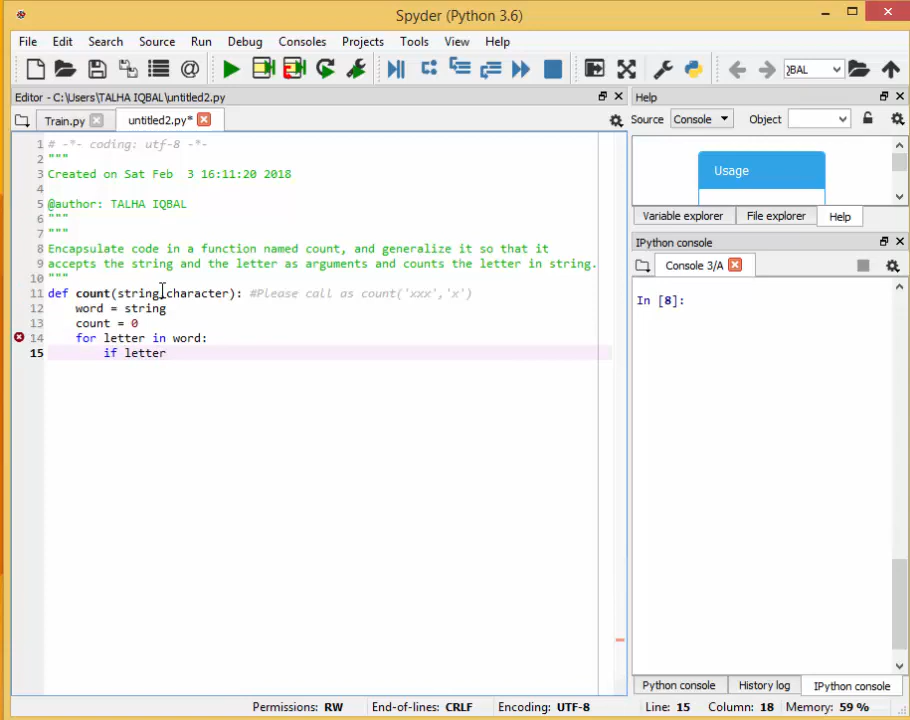 Spyder (Python 3.6)
File Edit Search Source Run Debug Consoles Projects Tools View Help
Editor - C:\Users\TALHA IQBAL\untitled2.py
Train.py untitled2.py*
1 # -*- coding: utf-8 -*-
2 """
3 Created on Sat Feb  3 16:11:20 2018
4
5 @author: TALHA IQBAL
6 """
7 """
8 Encapsulate code in a function named count, and generalize it so that it
9 accepts the string and the letter as arguments and counts the letter in string.
10 """
11 def count(string,character): #Please call as count('xxx','x')
12     word = string
13     count = 0
14     for letter in word:
15         if letter
QBAL
Help
Source Console Object
Usage
Variable explorer File explorer Help
IPython console
Console 3/A
In [8]:
Python console History log IPython console
Permissions: RW End-of-lines: CRLF Encoding: UTF-8 Line: 15 Column: 18 Memory: 59 %